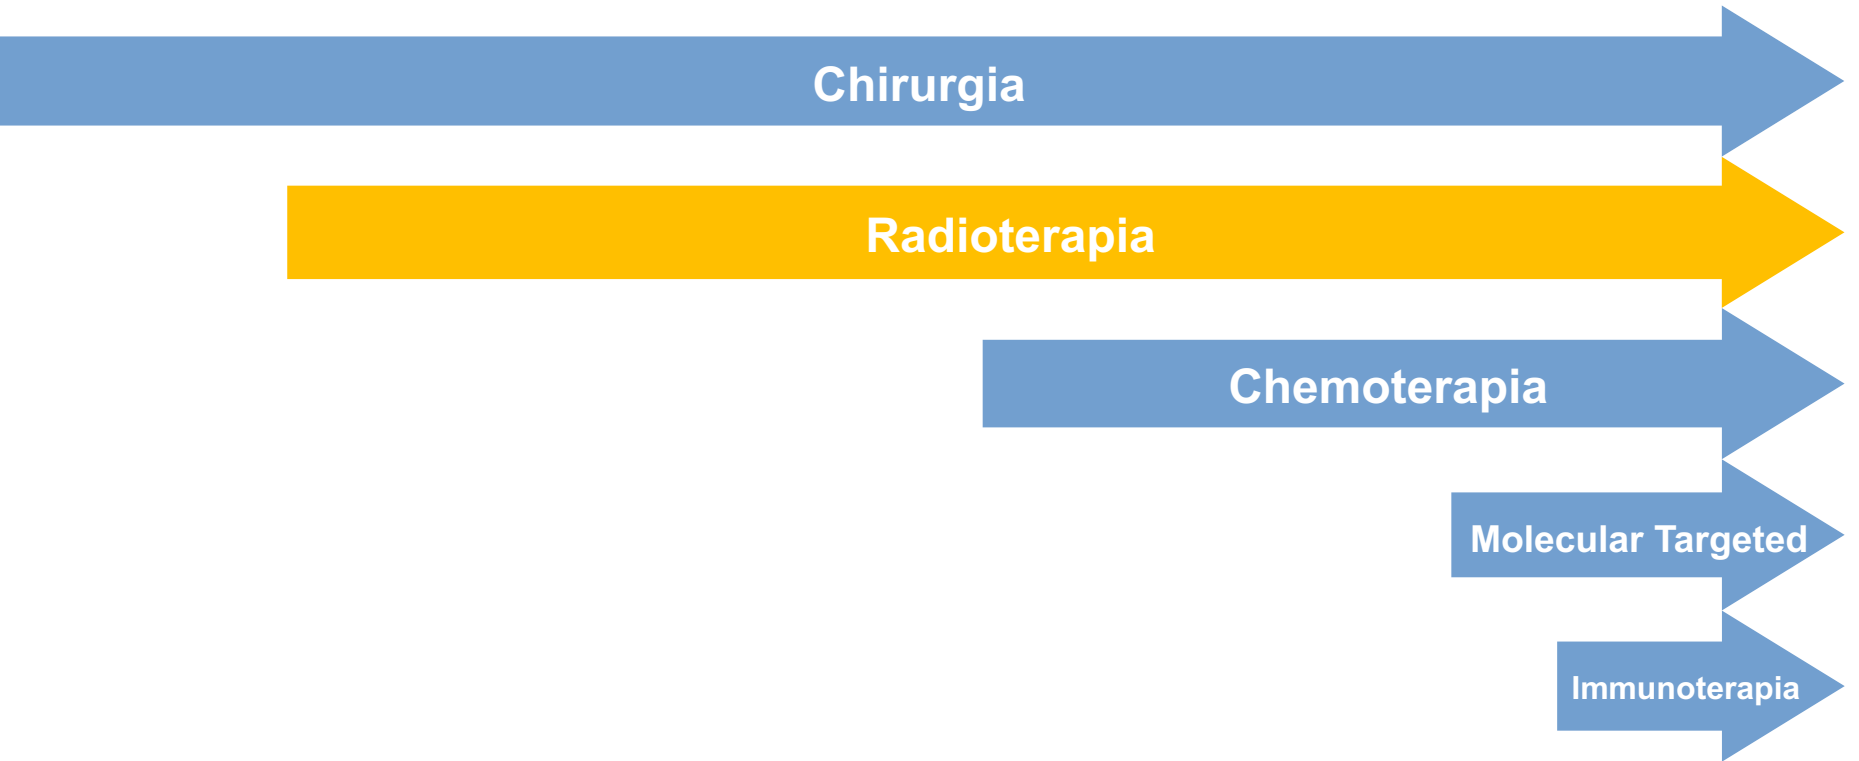 Chirurgia
Radioterapia
Chemoterapia
Molecular Targeted
Immunoterapia